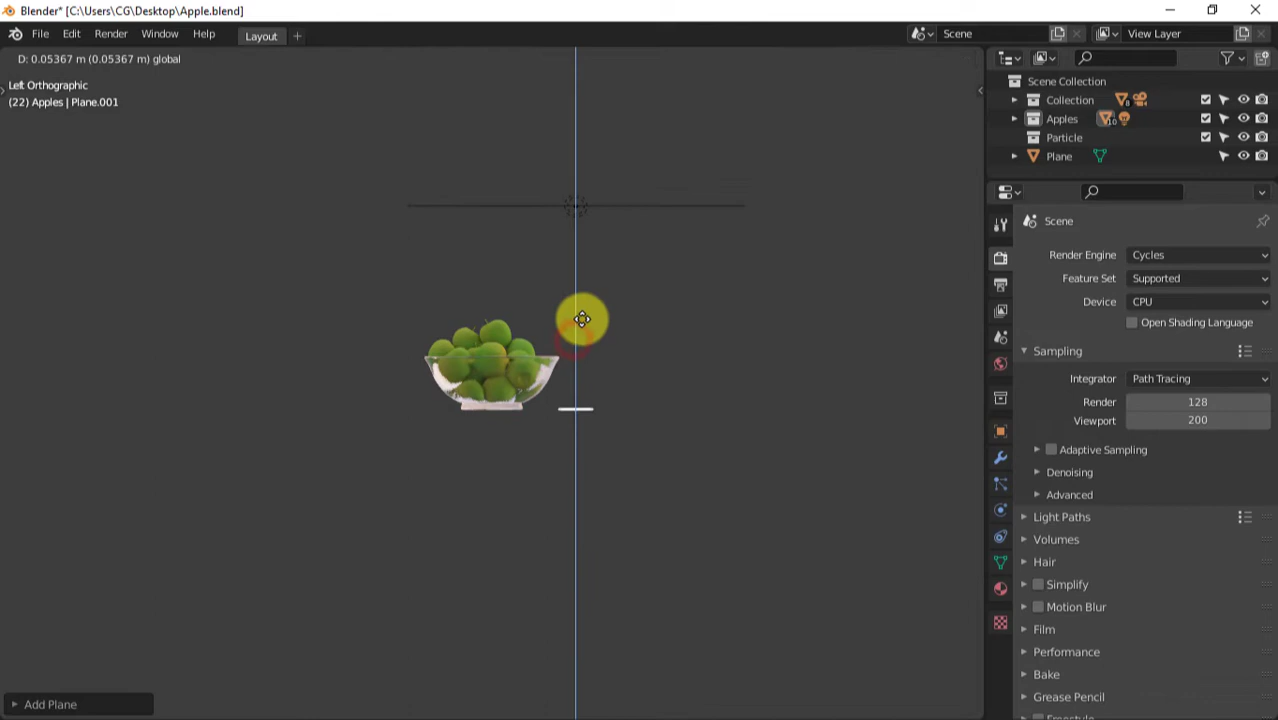 Blender* [C:\Users\CG\Desktop\Apple.blend]
File Edit Render Window Help Layout + Scene View Layer
D: 0.05367 m (0.05367 m) global
Left Orthographic
(22) Apples | Plane.001
Scene Collection
Collection 8
Apples 10
Particle
Plane
Scene
Render Engine Cycles
Feature Set Supported
Device CPU
Open Shading Language
Sampling
Integrator Path Tracing
Render 128
Viewport 200
Adaptive Sampling
Denoising
Advanced
Light Paths
Volumes
Hair
Simplify
Motion Blur
Film
Performance
Bake
Grease Pencil
Freestyle
Add Plane